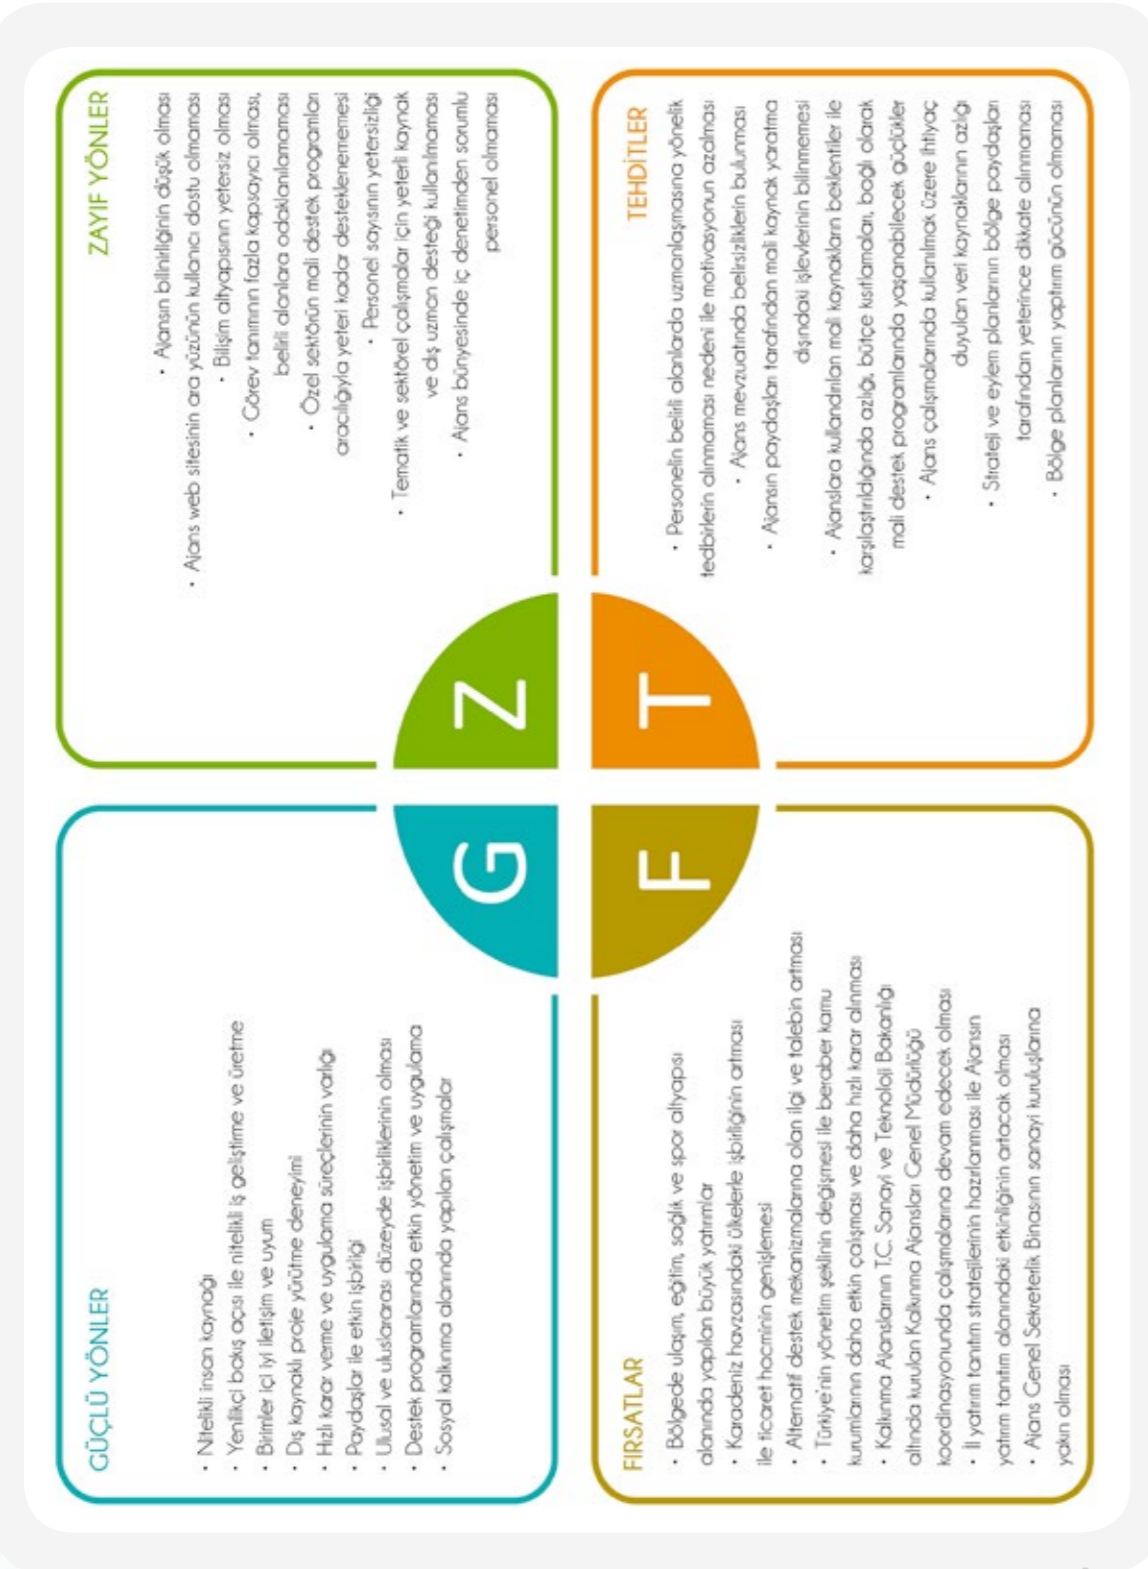 GÜÇLÜ YÖNLER
• Nitelikli insan kaynağı
• Yenilikçi bakış açısı ile nitelikli iş geliştirme ve üretme
• Birimler içi iyi iletişim ve uyum
• Dış kaynaklı proje yürütme deneyimi
• Hızlı karar verme ve uygulama süreçlerinin varlığı
• Paydaşlar ile etkin işbirliği
• Ulusal ve uluslararası düzeyde işbirliklerinin olması
• Destek programlarında etkin yönetim ve uygulama
• Sosyal kalkınma alanında yapılan çalışmalar
G
ZAYIF YÖNLER
• Ajansın bilinirliğinin düşük olması
• Ajans web sitesinin ara yüzünün kullanıcı dostu olmaması
• Bilişim altyapısının yetersiz olması
• Görev tanımının fazla kapsayıcı olması,
belirli alanlara odaklanılamaması
• Özel sektörün mali destek programları
aracılığıyla yeteri kadar desteklenememesi
• Personel sayısının yetersizliği
• Tematik ve sektörel çalışmalar için yeterli kaynak
ve dış uzman desteği kullanılmaması
• Ajans bünyesinde iç denetimden sorumlu
personel olmaması
Z
FIRSATLAR
• Bölgede ulaşım, eğitim, sağlık ve spor altyapısı
alanında yapılan büyük yatırımlar
• Karadeniz havzasındaki ülkelerle işbirliğinin artması
ile ticaret hacminin genişlemesi
• Alternatif destek mekanizmalarına olan ilgi ve talebin artması
• Türkiye'nin yönetim şeklinin değişmesi ile beraber kamu
kurumlarının daha etkin çalışması ve daha hızlı karar alınması
• Kalkınma Ajanslarının T.C. Sanayi ve Teknoloji Bakanlığı
altında kurulan Kalkınma Ajansları Genel Müdürlüğü
koordinasyonunda çalışmalarına devam edecek olması
• İl yatırım tanıtım stratejilerinin hazırlanması ile Ajansın
yatırım tanıtım alanındaki etkinliğinin artacak olması
• Ajans Genel Sekreterlik Binasının sanayi kuruluşlarına
yakın olması
F
TEHDİTLER
• Personelin belirli alanlarda uzmanlaşmasına yönelik
tedbirlerin alınmaması nedeni ile motivasyonun azalması
• Ajans mevzuatında belirsizliklerin bulunması
• Ajansın paydaşları tarafından mali kaynak yaratma
dışındaki işlevlerinin bilinmemesi
• Ajanslara kullandırılan mali kaynakların beklentiler ile
karşılaştırıldığında azlığı, bütçe kısıtlamaları, bağlı olarak
mali destek programlarında yaşanabilecek güçlükler
• Ajans çalışmalarında kullanılmak üzere ihtiyaç
duyulan veri kaynaklarının azlığı
• Strateji ve eylem planlarının bölge paydaşları
tarafından yeterince dikkate alınmaması
• Bölge planlarının yaptırım gücünün olmaması
T